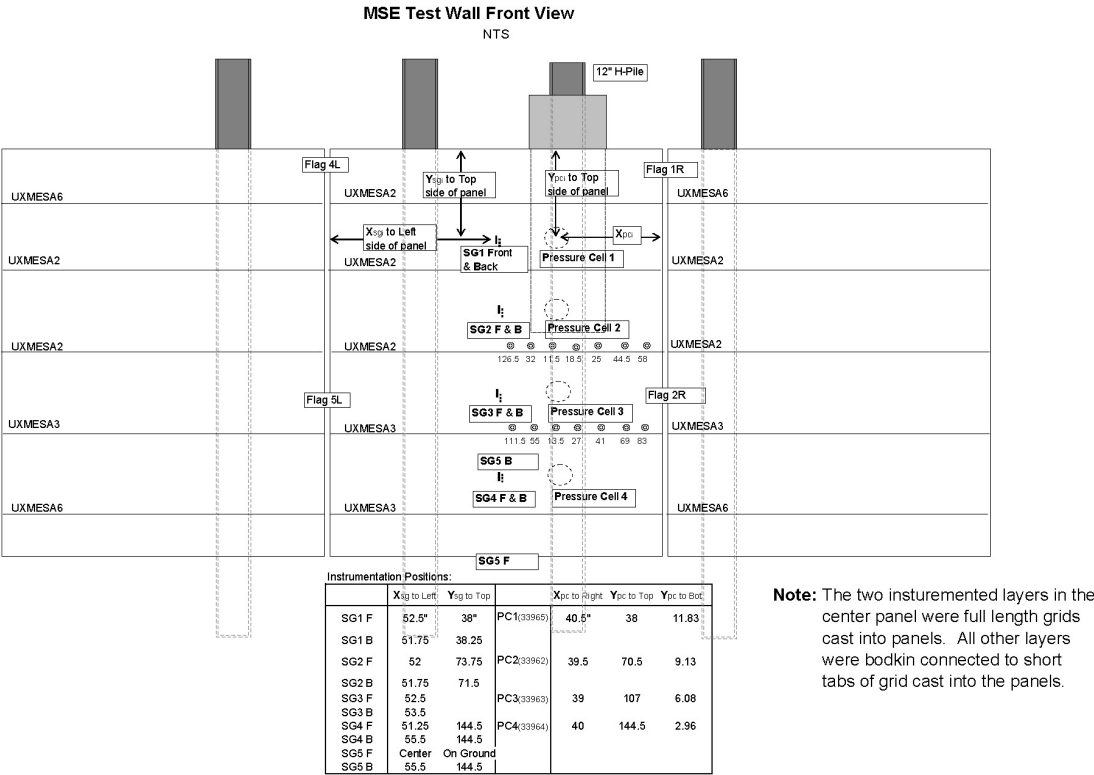 MSE Test Wall Front View
NTS
12" H-Pile
Flag 4L
Flag 1R
UXMESA6
UXMESA2
Ysgi to Top
side of panel
Ypci to Top
side of panel
UXMESA6
Xsgi to Left
side of panel
Xpci
UXMESA2
UXMESA2
SG1 Front
& Back
Pressure Cell 1
UXMESA2
SG2 F & B
Pressure Cell 2
UXMESA2
UXMESA2
UXMESA2
126.5 32 11.5 18.5 25 44.5 58
Flag 5L
Flag 2R
SG3 F & B
Pressure Cell 3
UXMESA3
UXMESA3
UXMESA3
111.5 55 13.5 27 41 69 83
SG5 B
SG4 F & B
Pressure Cell 4
UXMESA6
UXMESA3
UXMESA6
SG5 F
Instrumentation Positions:
Xsg to Left Ysg to Top Xpc to Right Ypc to Top Ypc to Bot
SG1 F 52.5" 38" PC1(33965) 40.5" 38 11.83
SG1 B 51.75 38.25
SG2 F 52 73.75 PC2(33962) 39.5 70.5 9.13
SG2 B 51.75 71.5
SG3 F 52.5 PC3(33963) 39 107 6.08
SG3 B 53.5
SG4 F 51.25 144.5 PC4(33964) 40 144.5 2.96
SG4 B 55.5 144.5
SG5 F Center On Ground
SG5 B 55.5 144.5
Note: The two insturemented layers in the
center panel were full length grids
cast into panels. All other layers
were bodkin connected to short
tabs of grid cast into the panels.